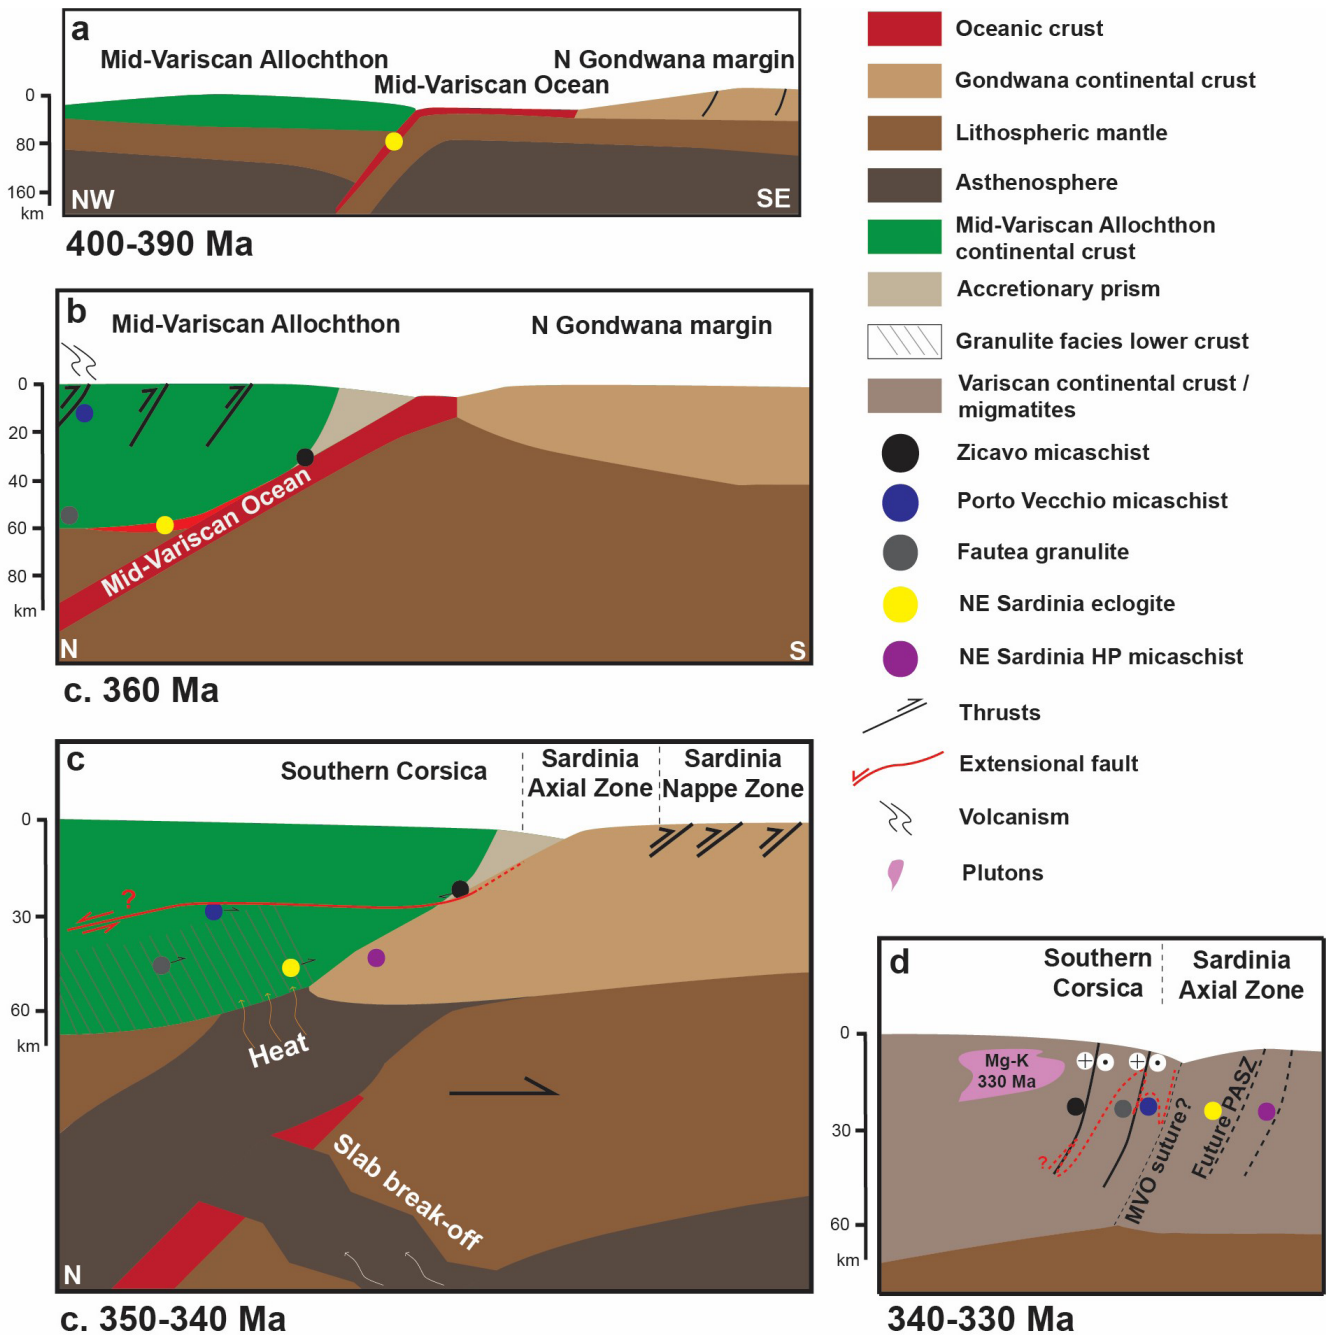 a
Mid-Variscan Allochthon
N Gondwana margin
Mid-Variscan Ocean
0
80
160
km
NW
SE
400-390 Ma
b
Mid-Variscan Allochthon
N Gondwana margin
0
20
40
60
80
km
Mid-Variscan Ocean
N
S
c. 360 Ma
c
Southern Corsica
Sardinia
Axial Zone
Sardinia
Nappe Zone
0
30
60
km
?
Heat
Slab break-off
N
c. 350-340 Ma
Oceanic crust
Gondwana continental crust
Lithospheric mantle
Asthenosphere
Mid-Variscan Allochthon
continental crust
Accretionary prism
Granulite facies lower crust
Variscan continental crust /
migmatites
Zicavo micaschist
Porto Vecchio micaschist
Fautea granulite
NE Sardinia eclogite
NE Sardinia HP micaschist
Thrusts
Extensional fault
Volcanism
Plutons
d
Southern
Corsica
Sardinia
Axial Zone
0
30
60
km
Mg-K
330 Ma
?
MVO suture?
Future PASZ
340-330 Ma